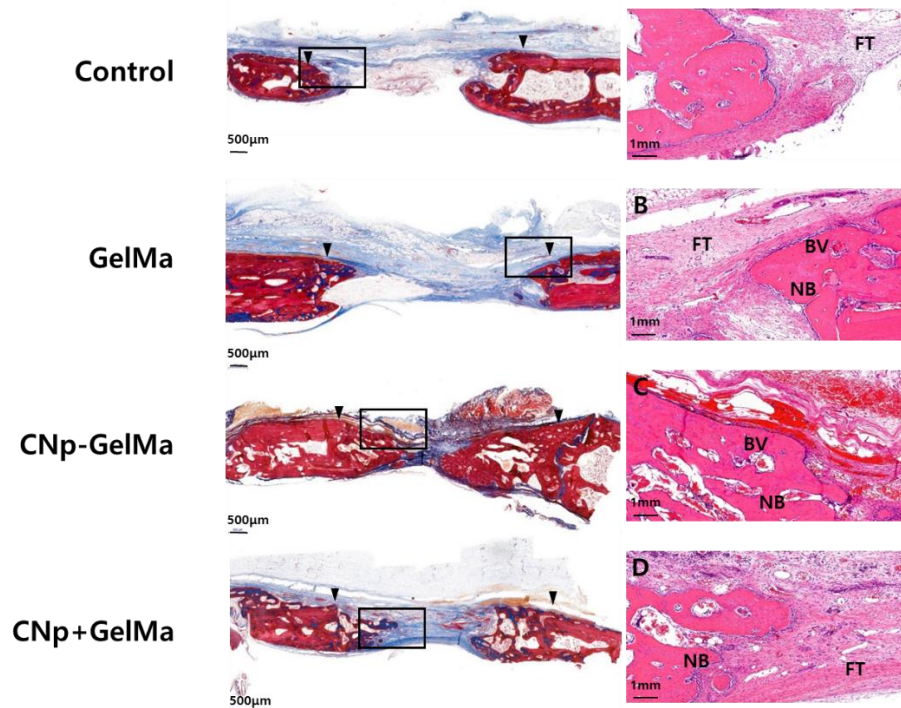 Control
500μm
FT
1mm
GelMa
500μm
B
FT
BV
NB
1mm
CNp-GelMa
500μm
C
BV
NB
1mm
CNp+GelMa
500μm
D
NB
FT
1mm